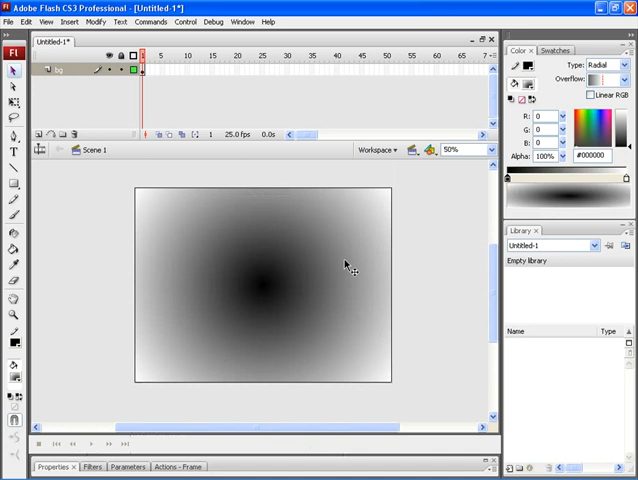 Adobe Flash CS3 Professional - [Untitled-1*]
File Edit View Insert Modify Text Commands Control Debug Window Help
Untitled-1*
1 5 10 15 20 25 30 35 40 45 50 55 60 65 7
bg
1 25.0 fps 0.0s
Scene 1 Workspace 50%
Fl
Color × Swatches
Type: Radial
Overflow:
Linear RGB
R: 0
G: 0
B: 0
Alpha: 100% #000000
Library ×
Untitled-1
Empty library
Name Type
Properties × Filters Parameters Actions - Frame